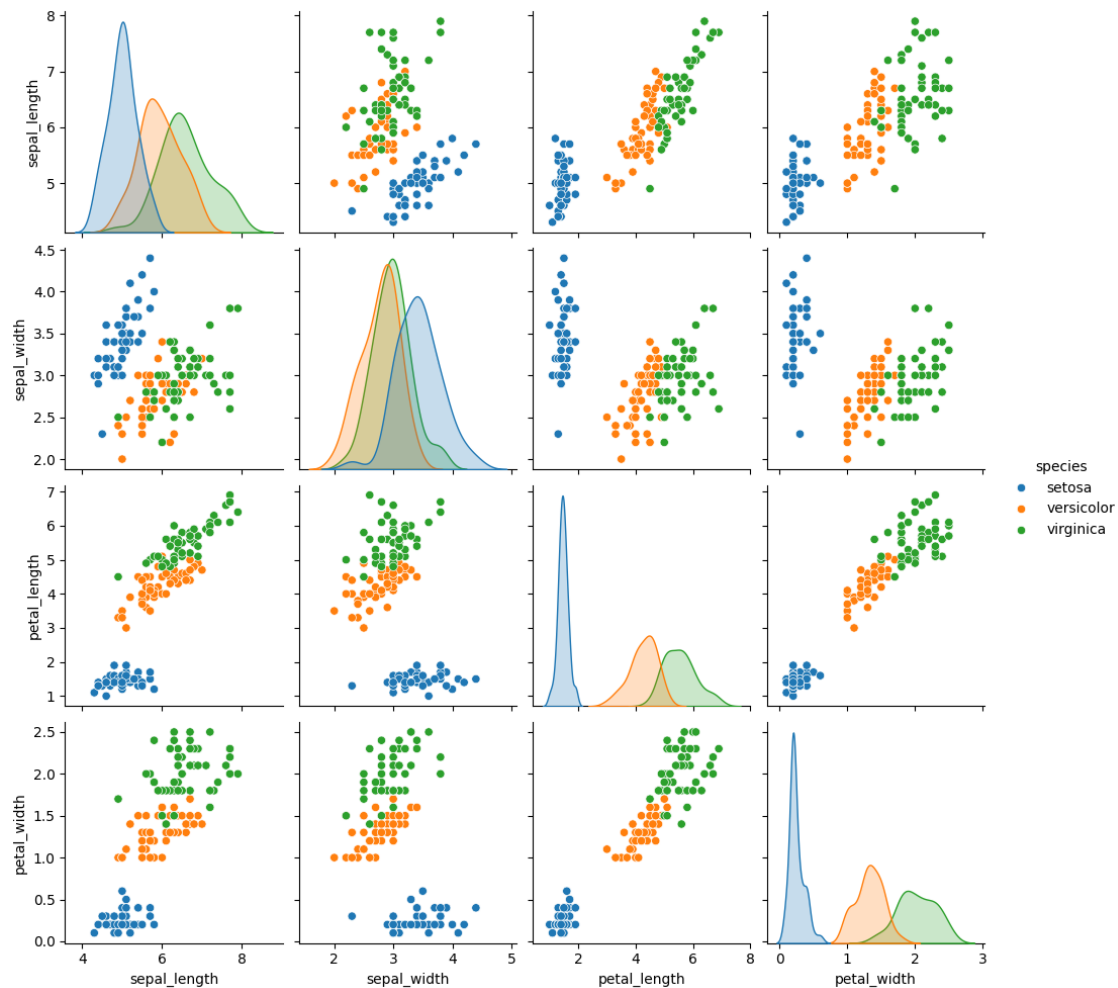 8
7
6
5
sepal_length
4.5
4.0
3.5
3.0
2.5
2.0
sepal_width
species
setosa
versicolor
virginica
7
6
5
4
3
2
1
petal_length
2.5
2.0
1.5
1.0
0.5
0.0
petal_width
4 6 8
2 3 4 5
2 4 6 8
0 1 2 3
sepal_length
sepal_width
petal_length
petal_width